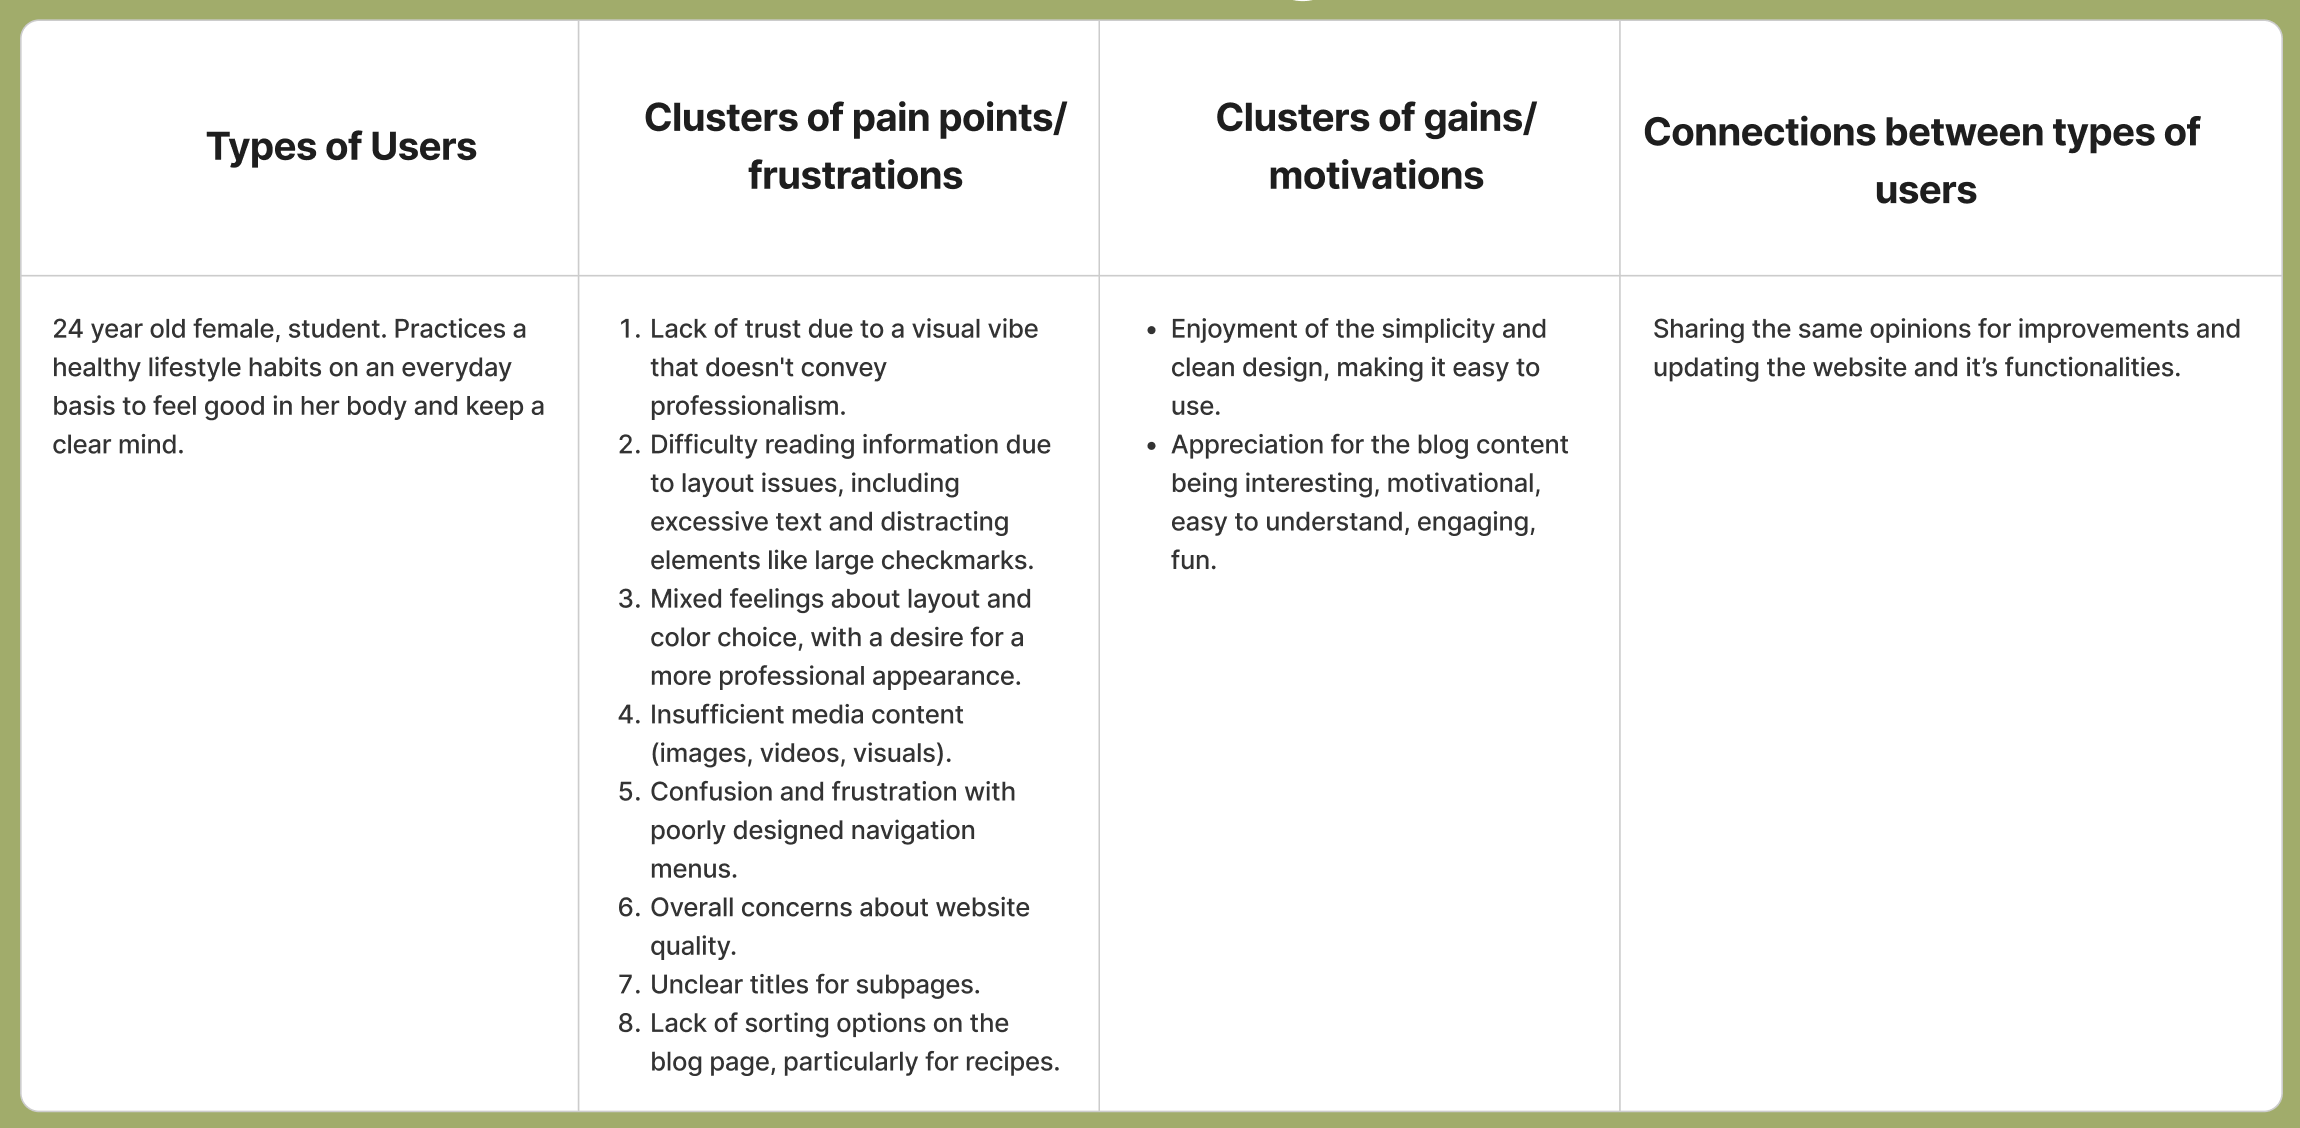 Types of Users
Clusters of pain points/
frustrations
Clusters of gains/
motivations
Connections between types of
users
24 year old female, student. Practices a
healthy lifestyle habits on an everyday
basis to feel good in her body and keep a
clear mind.
1. Lack of trust due to a visual vibe
that doesn't convey
professionalism.
2. Difficulty reading information due
to layout issues, including
excessive text and distracting
elements like large checkmarks.
3. Mixed feelings about layout and
color choice, with a desire for a
more professional appearance.
4. Insufficient media content
(images, videos, visuals).
5. Confusion and frustration with
poorly designed navigation
menus.
6. Overall concerns about website
quality.
7. Unclear titles for subpages.
8. Lack of sorting options on the
blog page, particularly for recipes.
• Enjoyment of the simplicity and
clean design, making it easy to
use.
• Appreciation for the blog content
being interesting, motivational,
easy to understand, engaging,
fun.
Sharing the same opinions for improvements and
updating the website and it’s functionalities.